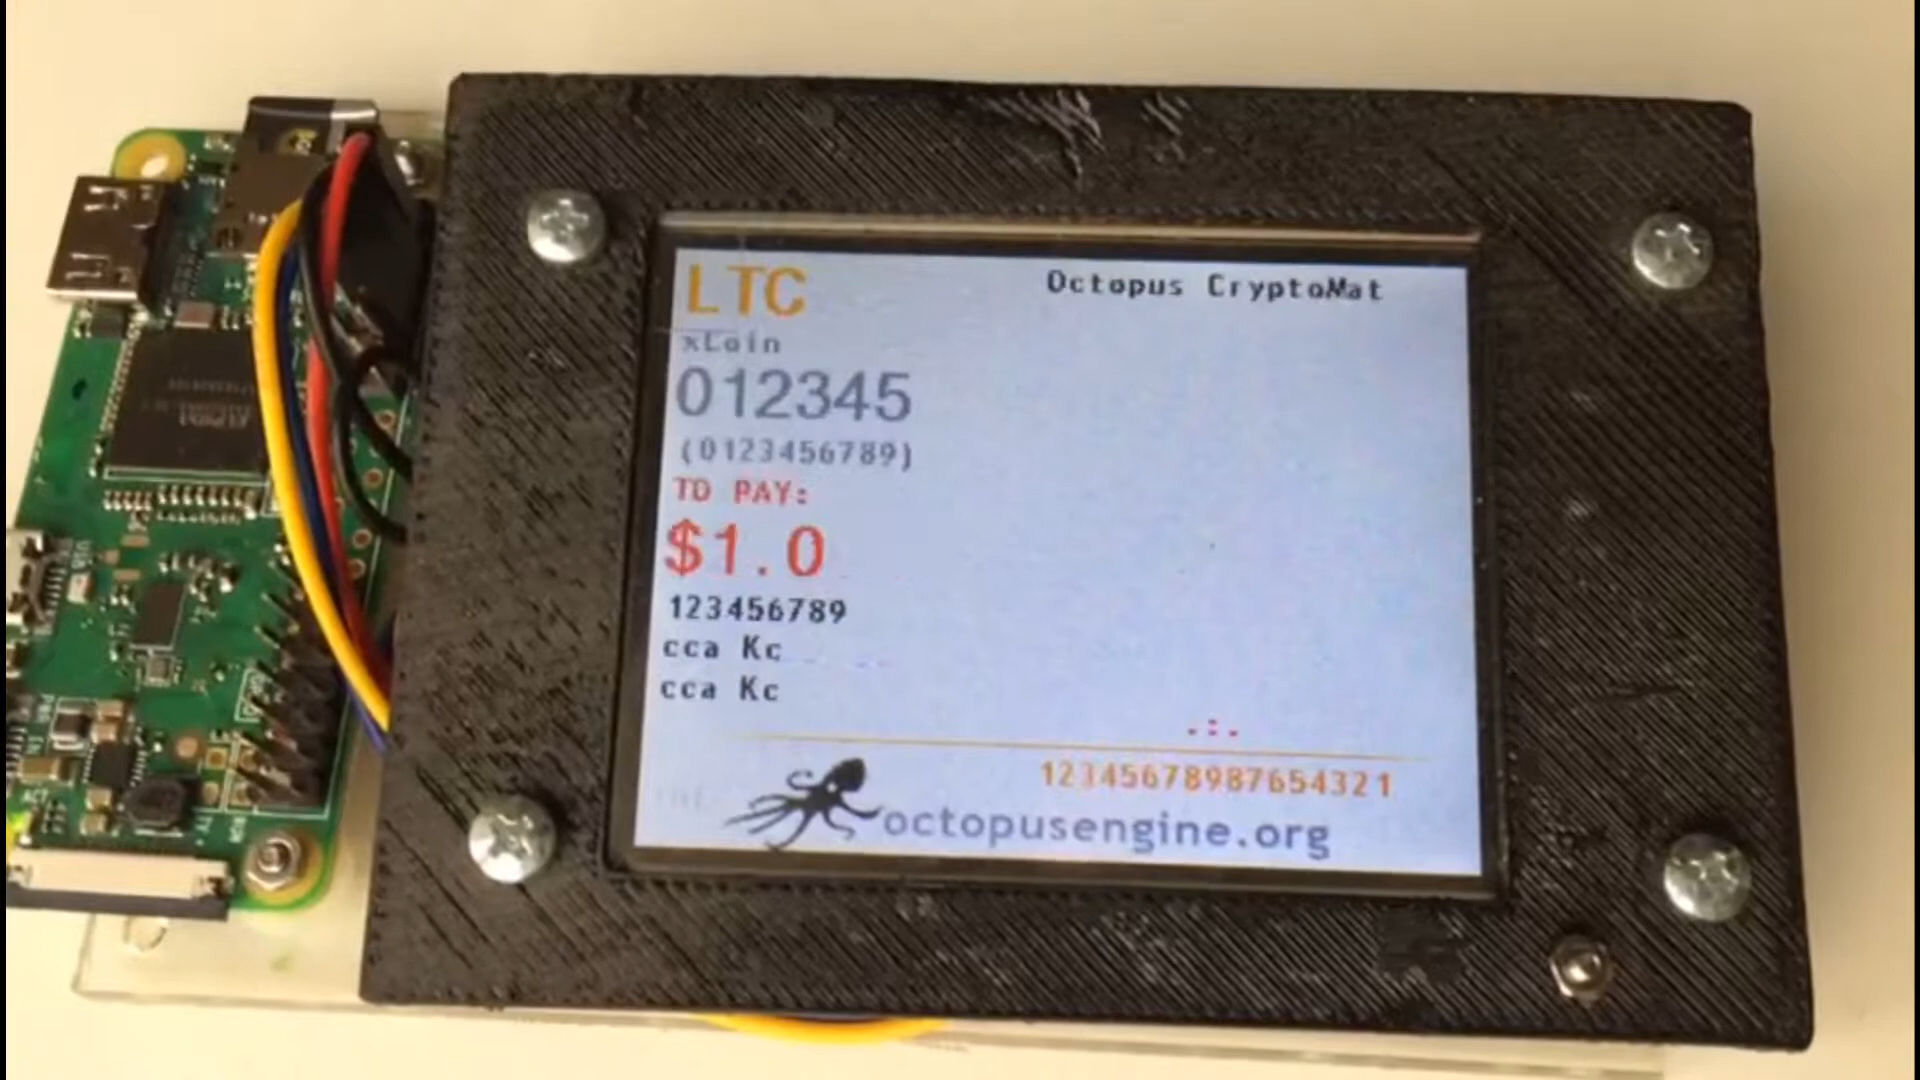 LTC
Octopus CryptoMat
xCoin
012345
(0123456789)
TO PAY:
$1.0
123456789
cca Kc
cca Kc
.:.
12345678987654321
octopusengine.org